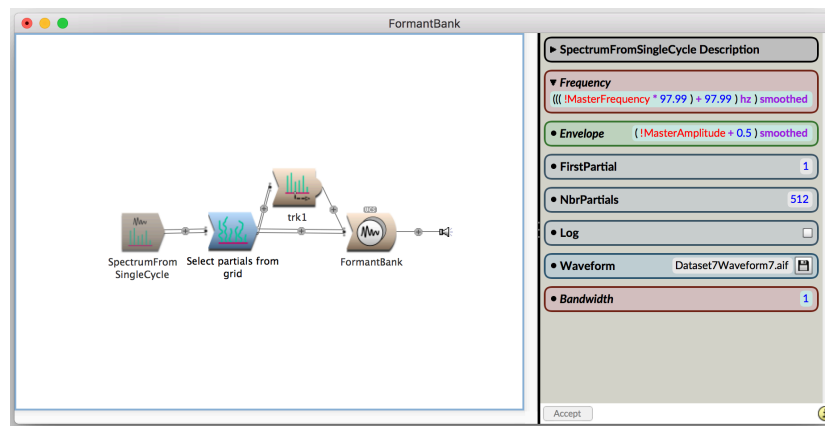 FormantBank
trk1
SpectrumFrom
SingleCycle
Select partials from
grid
FormantBank
SpectrumFromSingleCycle Description
Frequency
((( !MasterFrequency * 97.99 ) + 97.99 ) hz ) smoothed
Envelope ( !MasterAmplitude + 0.5 ) smoothed
FirstPartial 1
NbrPartials 512
Log
Waveform Dataset7Waveform7.aif
Bandwidth 1
Accept